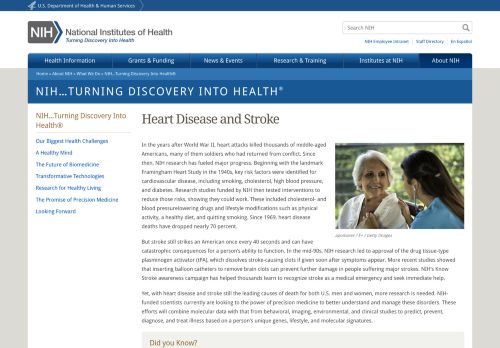 U.S. Department of Health & Human Services
NIH National Institutes of Health
Turning Discovery Into Health
Search NIH
NIH Employee Intranet | Staff Directory | En Español
Health Information
Grants & Funding
News & Events
Research & Training
Institutes at NIH
About NIH
Home » About NIH » What We Do » NIH…Turning Discovery Into Health®
NIH…TURNING DISCOVERY INTO HEALTH®
NIH…Turning Discovery Into
Health®
Our Biggest Health Challenges
A Healthy Mind
The Future of Biomedicine
Transformative Technologies
Research for Healthy Living
The Promise of Precision Medicine
Looking Forward
Heart Disease and Stroke
In the years after World War II, heart attacks killed thousands of middle-aged
Americans, many of them soldiers who had returned from conflict. Since
then, NIH research has fueled major progress. Beginning with the landmark
Framingham Heart Study in the 1940s, key risk factors were identified for
cardiovascular disease, including smoking, cholesterol, high blood pressure,
and diabetes. Research studies funded by NIH then tested interventions to
reduce those risks, showing they could work. These included cholesterol- and
blood pressurelowering drugs and lifestyle modifications such as physical
activity, a healthy diet, and quitting smoking. Since 1969, heart disease
deaths have dropped nearly 70 percent.
/ E+ / Getty Images
But stroke still strikes an American once every 40 seconds and can have
catastrophic consequences for a person's ability to function. In the mid-90s, NIH research led to approval of the drug tissue-type
plasminogen activator (tPA), which dissolves stroke-causing clots if given soon after symptoms appear. More recent studies showed
that inserting balloon catheters to remove brain clots can prevent further damage in people suffering major strokes. NIH's Know
Stroke awareness campaign has helped thousands learn to recognize stroke as a medical emergency and seek immediate help.
Yet, with heart disease and stroke still the leading causes of death for both U.S. men and women, more research is needed. NIH-
funded scientists currently are looking to the power of precision medicine to better understand and manage these disorders. These
efforts will combine molecular data with that from behavioral, imaging, environmental, and clinical studies to predict, prevent,
diagnose, and treat illness based on a person's unique genes, lifestyle, and molecular signatures.
Did you Know?